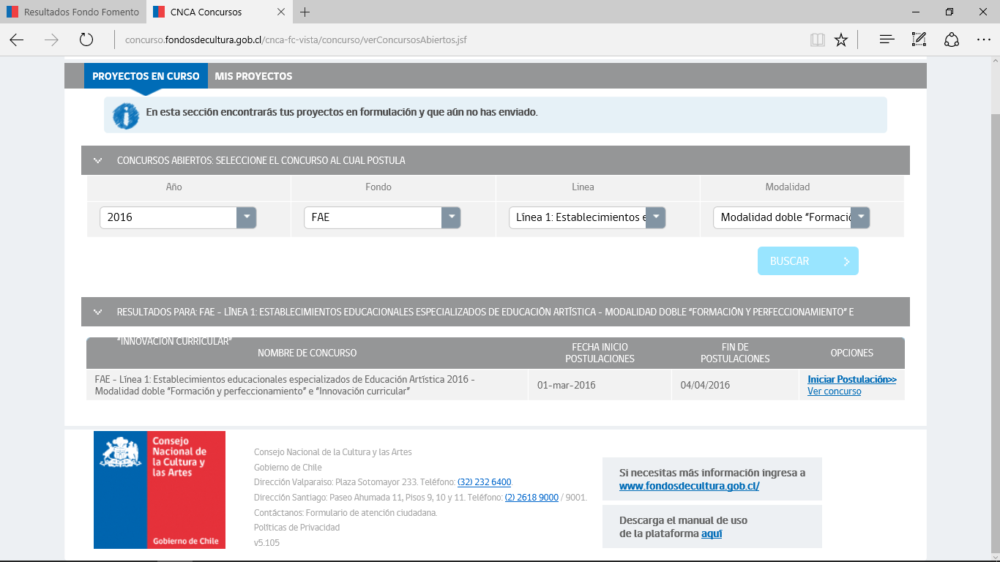 Resultados Fondo Fomento
CNCA Concursos
concurso.fondosdecultura.gob.cl/cnca-fc-vista/concurso/verConcursosAbiertos.jsf
PROYECTOS EN CURSO MIS PROYECTOS
En esta sección encontrarás tus proyectos en formulación y que aún no has enviado.
CONCURSOS ABIERTOS: SELECCIONE EL CONCURSO AL CUAL POSTULA
Año Fondo Linea Modalidad
2016 FAE Línea 1: Establecimientos e Modalidad doble “Formació
BUSCAR
RESULTADOS PARA: FAE - LÍNEA 1: ESTABLECIMIENTOS EDUCACIONALES ESPECIALIZADOS DE EDUCACIÓN ARTÍSTICA - MODALIDAD DOBLE “FORMACIÓN Y PERFECCIONAMIENTO” E
“INNOVACIÓN CURRICULAR”
NOMBRE DE CONCURSO
FECHA INICIO
POSTULACIONES
FIN DE
POSTULACIONES
OPCIONES
FAE - Línea 1: Establecimientos educacionales especializados de Educación Artística 2016 -
Modalidad doble “Formación y perfeccionamiento” e “Innovación curricular”
01-mar-2016
04/04/2016
Iniciar Postulación>>
Ver concurso
Consejo
Nacional de
la Cultura y
las Artes
Gobierno de Chile
Consejo Nacional de la Cultura y las Artes
Gobierno de Chile
Dirección Valparaiso: Plaza Sotomayor 233. Teléfono: (32) 232 6400.
Dirección Santiago: Paseo Ahumada 11, Pisos 9, 10 y 11. Teléfono: (2) 2618 9000 / 9001.
Contáctanos: Formulario de atención ciudadana.
Políticas de Privacidad
v5.105
Si necesitas más información ingresa a
www.fondosdecultura.gob.cl/
Descarga el manual de uso
de la plataforma aquí